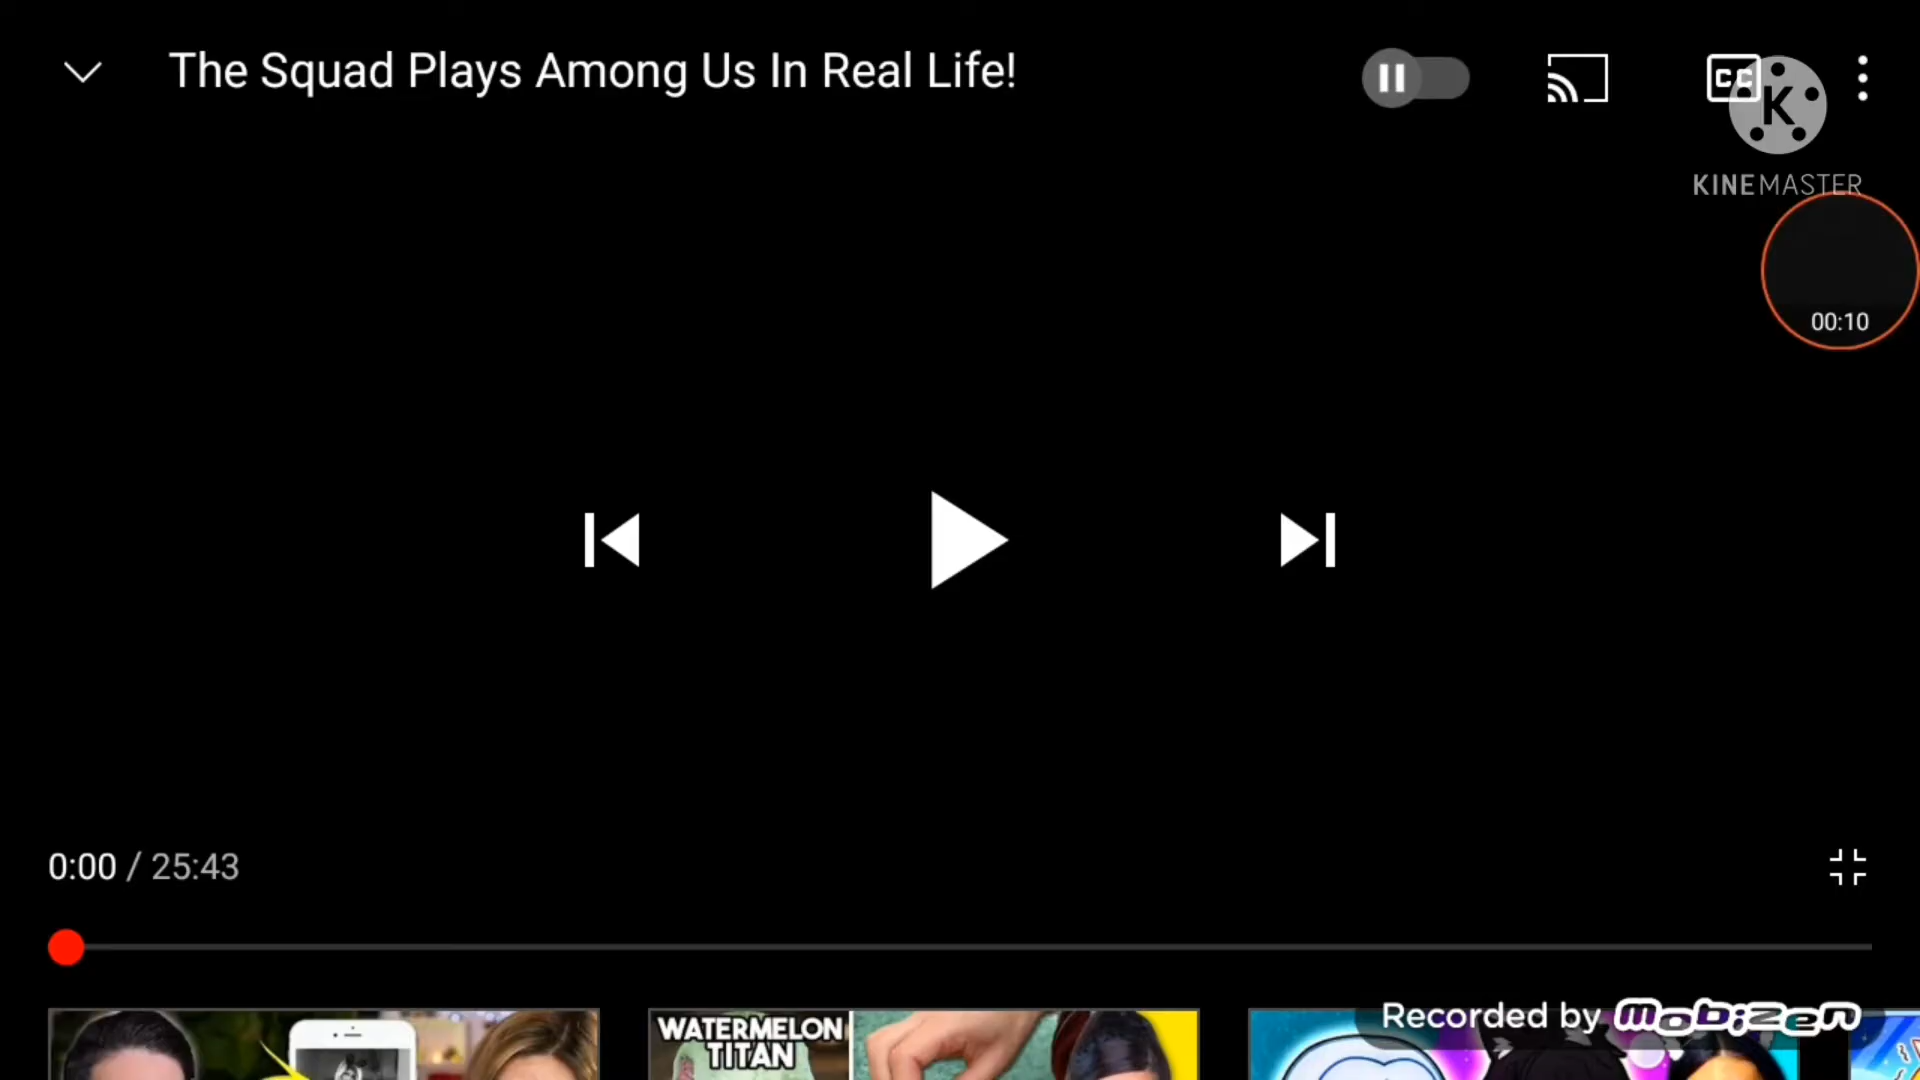 The Squad Plays Among Us In Real Life!
CC
K
KINEMASTER
00:10
0:00 / 25:43
WATERMELON
TITAN
Recorded by mobizen